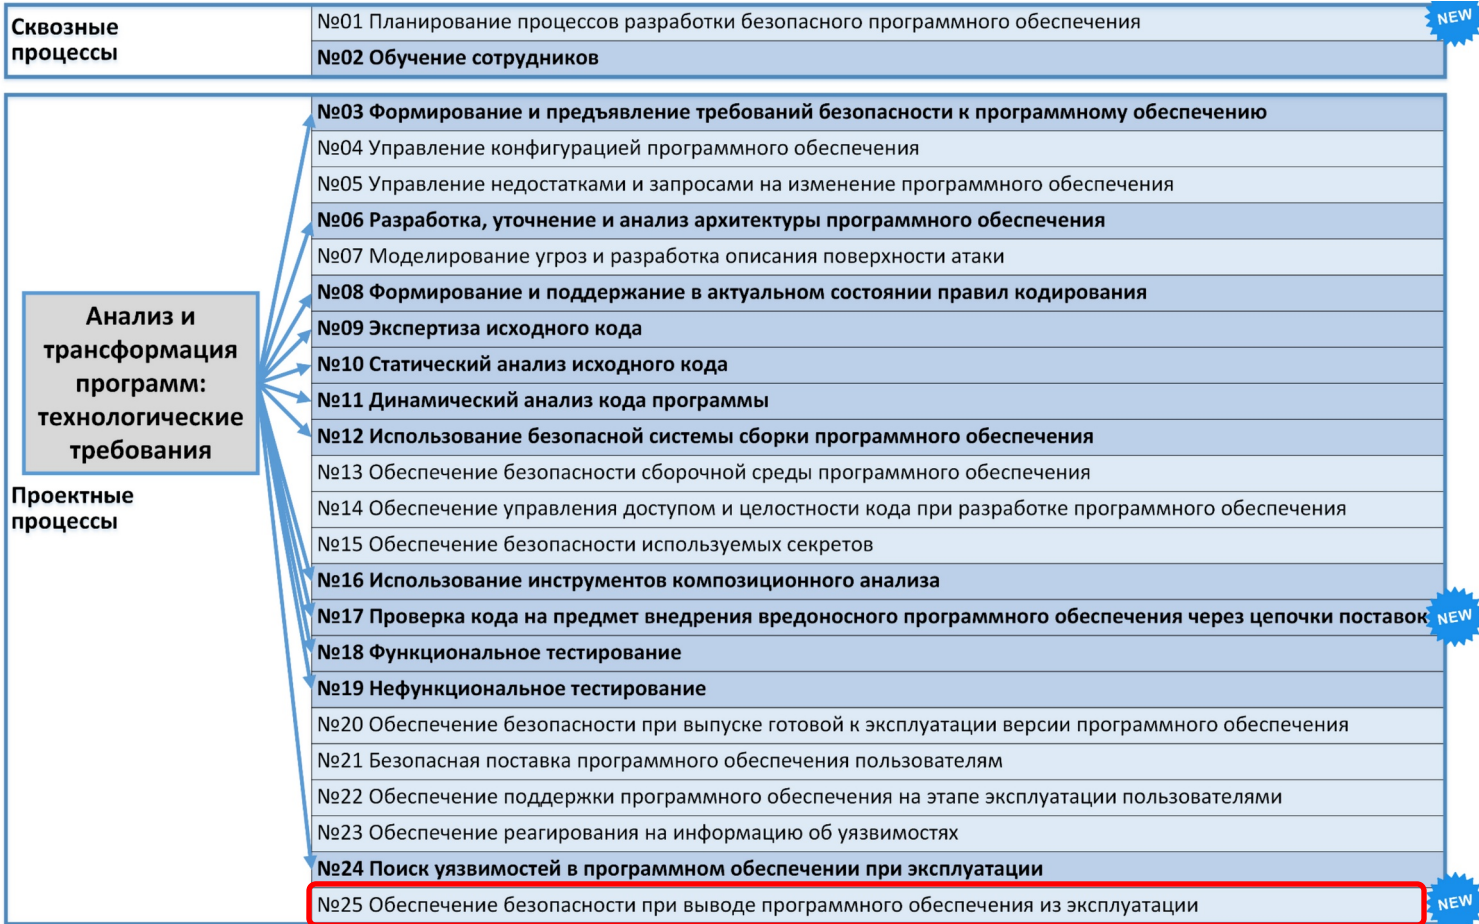 Сквозные
процессы
№01 Планирование процессов разработки безопасного программного обеспечения
NEW
№02 Обучение сотрудников
№03 Формирование и предъявление требований безопасности к программному обеспечению
№04 Управление конфигурацией программного обеспечения
№05 Управление недостатками и запросами на изменение программного обеспечения
№06 Разработка, уточнение и анализ архитектуры программного обеспечения
№07 Моделирование угроз и разработка описания поверхности атаки
№08 Формирование и поддержание в актуальном состоянии правил кодирования
Анализ и
трансформация
программ:
технологические
требования
Проектные
процессы
№09 Экспертиза исходного кода
№10 Статический анализ исходного кода
№11 Динамический анализ кода программы
№12 Использование безопасной системы сборки программного обеспечения
№13 Обеспечение безопасности сборочной среды программного обеспечения
№14 Обеспечение управления доступом и целостности кода при разработке программного обеспечения
№15 Обеспечение безопасности используемых секретов
№16 Использование инструментов композиционного анализа
№17 Проверка кода на предмет внедрения вредоносного программного обеспечения через цепочки поставок
NEW
№18 Функциональное тестирование
№19 Нефункциональное тестирование
№20 Обеспечение безопасности при выпуске готовой к эксплуатации версии программного обеспечения
№21 Безопасная поставка программного обеспечения пользователям
№22 Обеспечение поддержки программного обеспечения на этапе эксплуатации пользователями
№23 Обеспечение реагирования на информацию об уязвимостях
№24 Поиск уязвимостей в программном обеспечении при эксплуатации
№25 Обеспечение безопасности при выводе программного обеспечения из эксплуатации
NEW